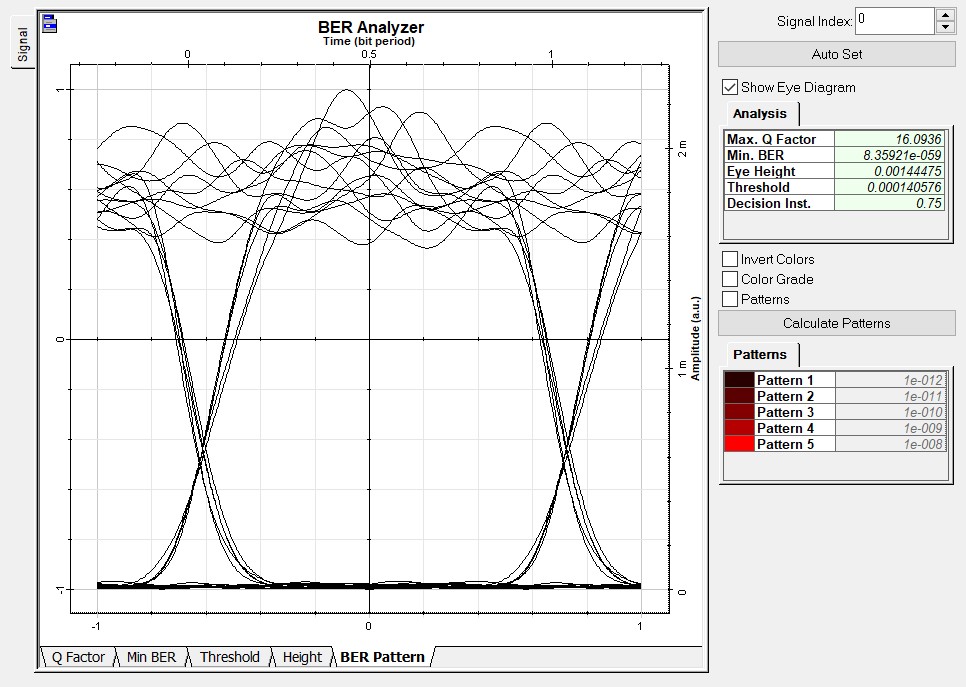 Signal
BER Analyzer
Time (bit period)
0 0.5 1
1
0
-1
2 m
1 m
0
Amplitude (a.u.)
-1 0 1
Q Factor Min BER Threshold Height BER Pattern
Signal Index: 0
Auto Set
Show Eye Diagram
Analysis
Max. Q Factor 16.0936
Min. BER 8.35921e-059
Eye Height 0.00144475
Threshold 0.000140576
Decision Inst. 0.75
Invert Colors
Color Grade
Patterns
Calculate Patterns
Patterns
Pattern 1 1e-012
Pattern 2 1e-011
Pattern 3 1e-010
Pattern 4 1e-009
Pattern 5 1e-008